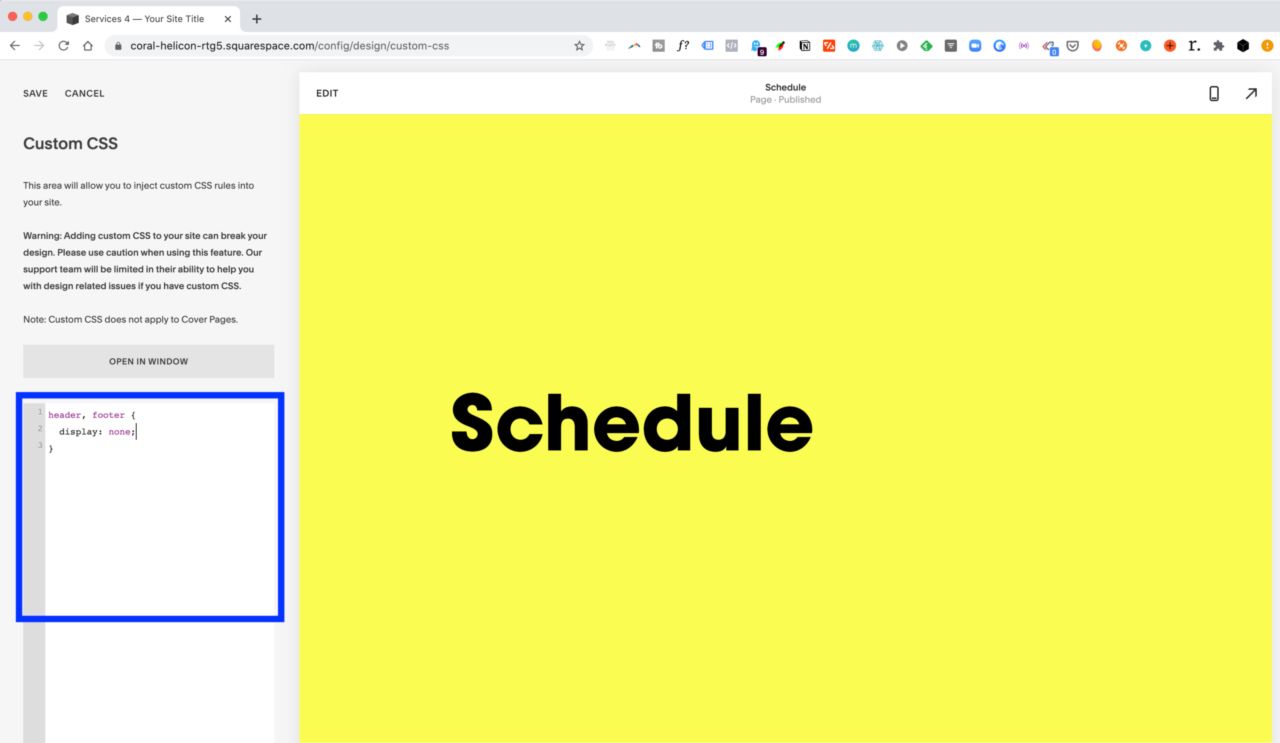 Services 4 — Your Site Title
coral-helicon-rtg5.squarespace.com/config/design/custom-css
f?
9
0
r.
SAVE CANCEL
EDIT
Schedule
Page · Published
Custom CSS
This area will allow you to inject custom CSS rules into
your site.
Warning: Adding custom CSS to your site can break your
design. Please use caution when using this feature. Our
support team will be limited in their ability to help you
with design related issues if you have custom CSS.
Note: Custom CSS does not apply to Cover Pages.
OPEN IN WINDOW
1 header, footer {
2 display: none;
3 }
Schedule